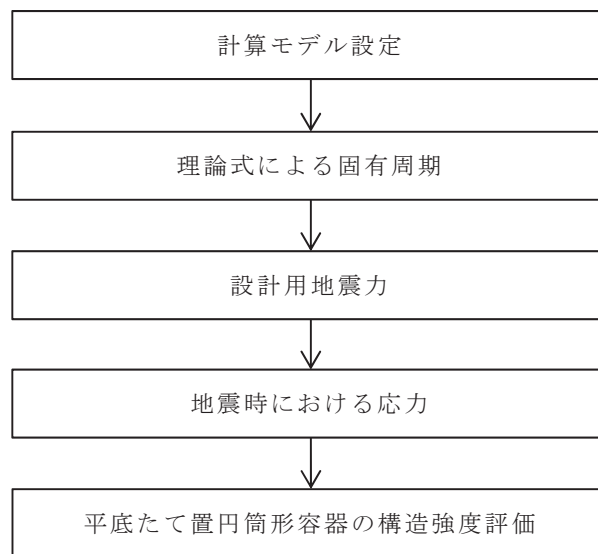 計算モデル設定
理論式による固有周期
設計用地震力
地震時における応力
平底たて置円筒形容器の構造強度評価